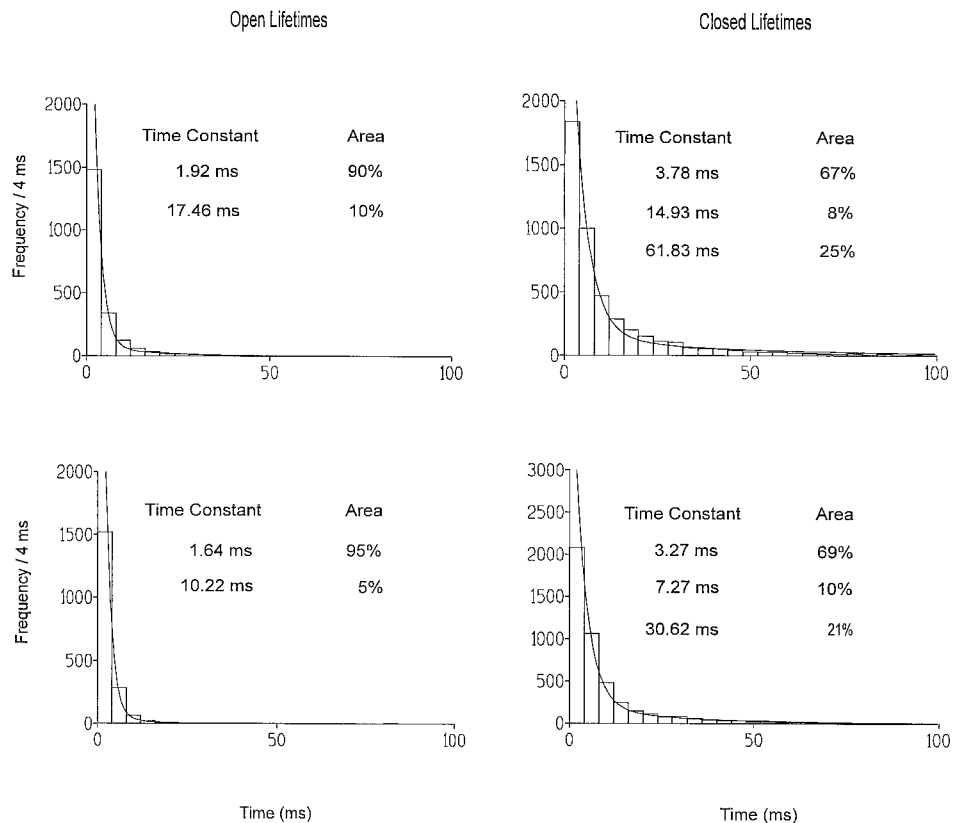 Open Lifetimes
Closed Lifetimes
2000
1500
1000
500
0
0
50
100
Frequency / 4 ms
Time Constant Area
1.92 ms 90%
17.46 ms 10%
2000
1500
1000
500
0
0
50
100
Time Constant Area
3.78 ms 67%
14.93 ms 8%
61.83 ms 25%
2000
1500
1000
500
0
0
50
100
Frequency / 4 ms
Time Constant Area
1.64 ms 95%
10.22 ms 5%
3000
2500
2000
1500
1000
500
0
0
50
100
Time Constant Area
3.27 ms 69%
7.27 ms 10%
30.62 ms 21%
Time (ms)
Time (ms)